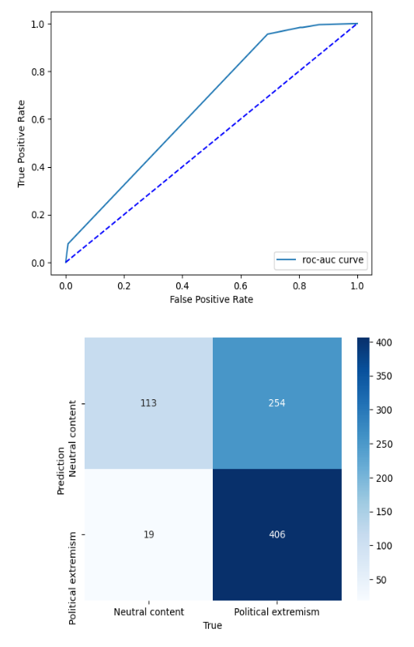 1.0
0.8
0.6
0.4
0.2
0.0
True Positive Rate
roc-auc curve
0.0 0.2 0.4 0.6 0.8 1.0
False Positive Rate
Prediction
Neutral content
Political extremism
113 254
19 406
400
350
300
250
200
150
100
50
Neutral content Political extremism
True